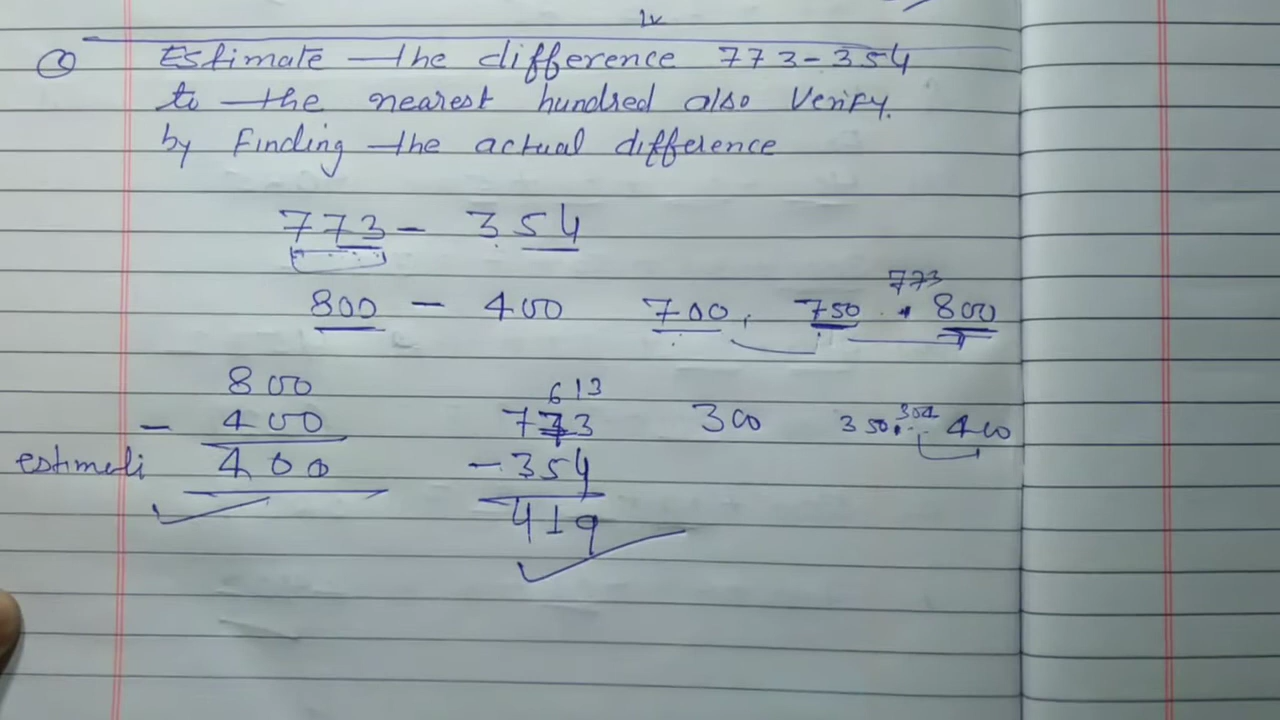 Estimate the difference 773-354
to the nearest hundred also Verify.
by Finding the actual difference
773 - 354
773
800 - 400 700, 750 800
800
- 400
estimeli 400
6 13
773
- 354
419
300 350 354 400